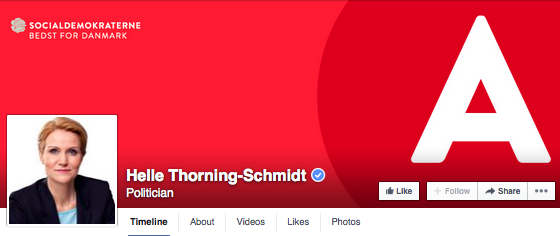 SOCIALDEMOKRATERNE
BEDST FOR DANMARK
A
Helle Thorning-Schmidt
Politician
Like
+ Follow
Share
Timeline About Videos Likes Photos